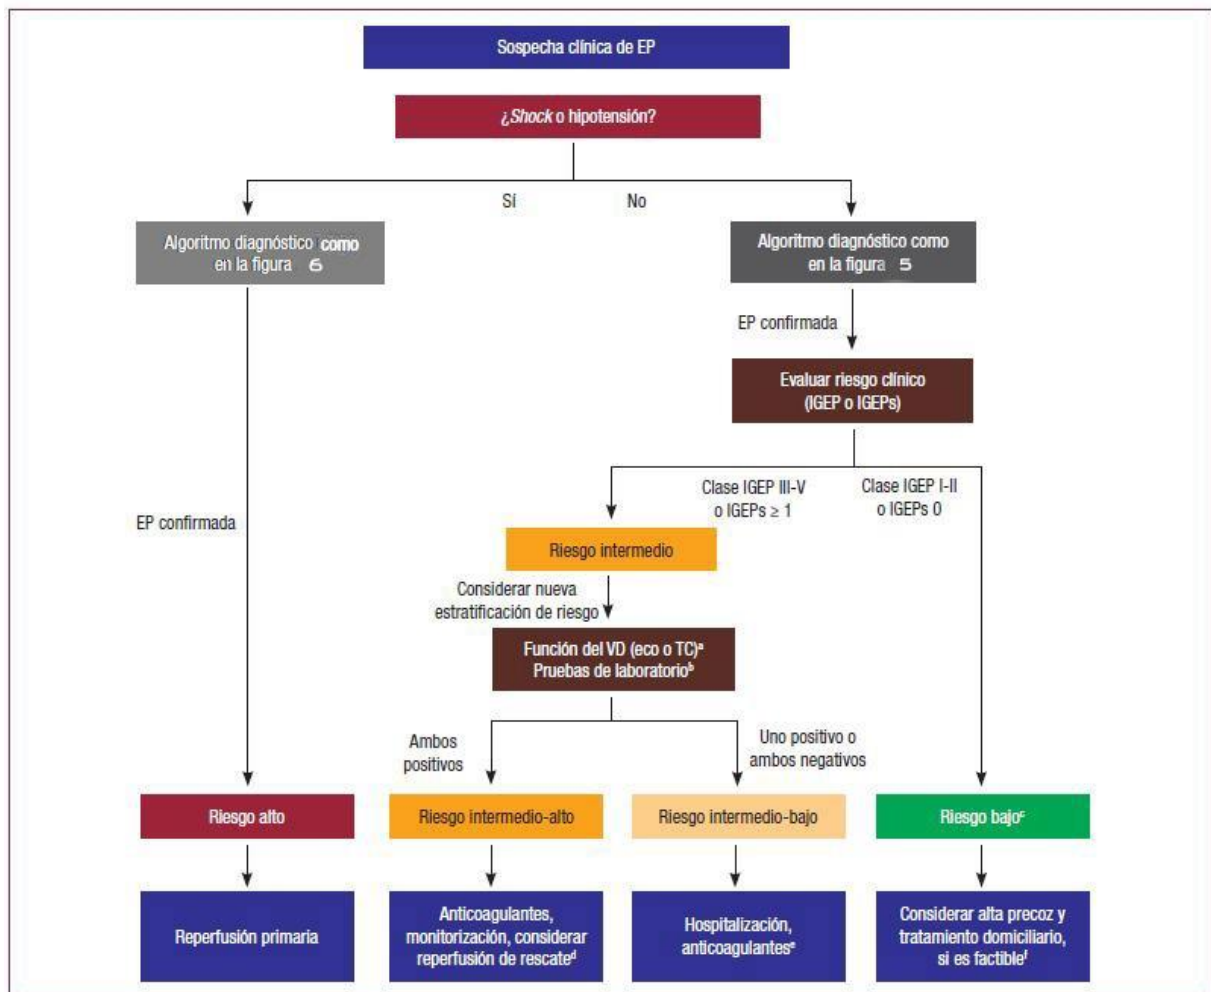 Sospecha clínica de EP
¿Shock o hipotensión?
Sí
No
Algoritmo diagnóstico como
en la figura 6
Algoritmo diagnóstico como
en la figura 5
EP confirmada
Evaluar riesgo clínico
(IGEP o IGEPs)
Clase IGEP III-V
o IGEPs ≥ 1
Clase IGEP I-II
o IGEPs 0
EP confirmada
Riesgo intermedio
Considerar nueva
estratificación de riesgo
Función del VD (eco o TC)ᵃ
Pruebas de laboratorioᵇ
Ambos
positivos
Uno positivo o
ambos negativos
Riesgo alto
Riesgo intermedio-alto
Riesgo intermedio-bajo
Riesgo bajoᶜ
Reperfusión primaria
Anticoagulantes,
monitorización, considerar
reperfusión de rescateᵈ
Hospitalización,
anticoagulantesᵉ
Considerar alta precoz y
tratamiento domiciliario,
si es factibleᶠ